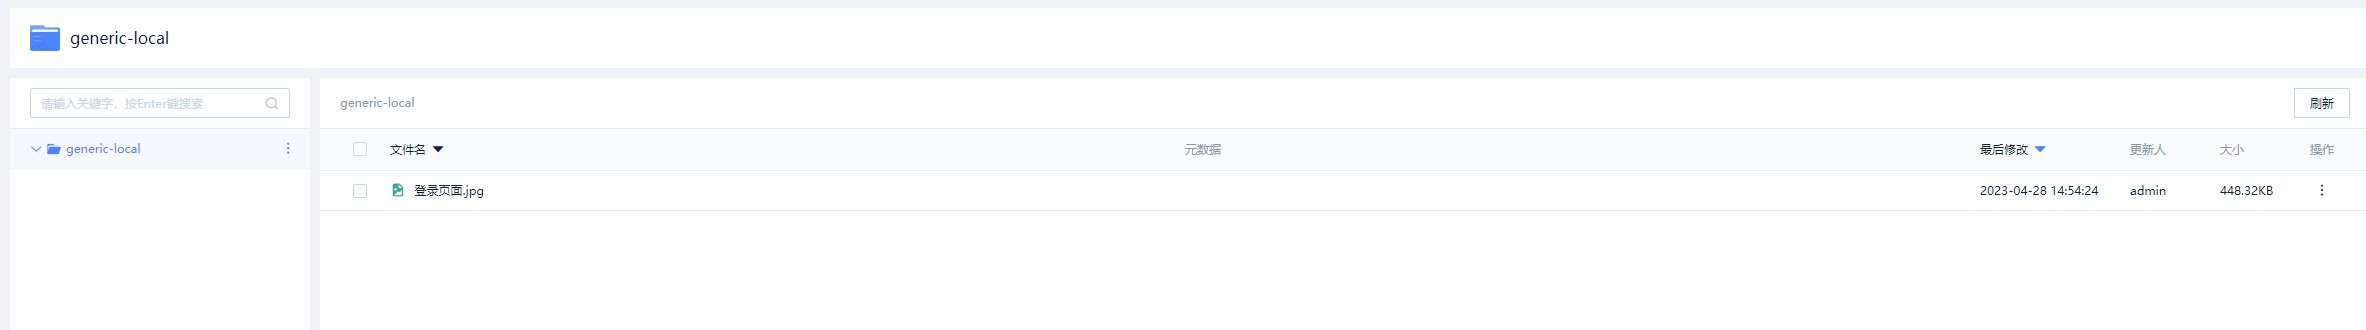 generic-local
请输入关键字，按Enter键搜索
generic-local
generic-local
刷新
文件名 元数据 最后修改 更新人 大小 操作
登录页面.jpg 2023-04-28 14:54:24 admin 448.32KB